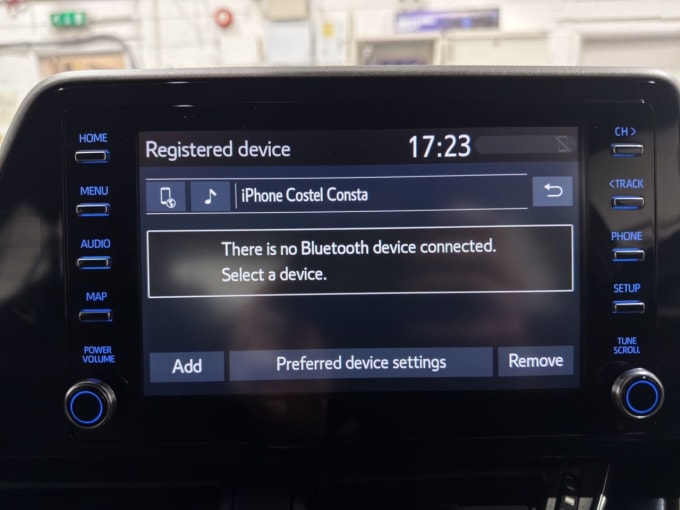 HOME
MENU
AUDIO
MAP
POWER
VOLUME
Registered device
17:23
iPhone Costel Consta
There is no Bluetooth device connected.
Select a device.
Add
Preferred device settings
Remove
CH >
<TRACK
PHONE
SETUP
TUNE
SCROLL